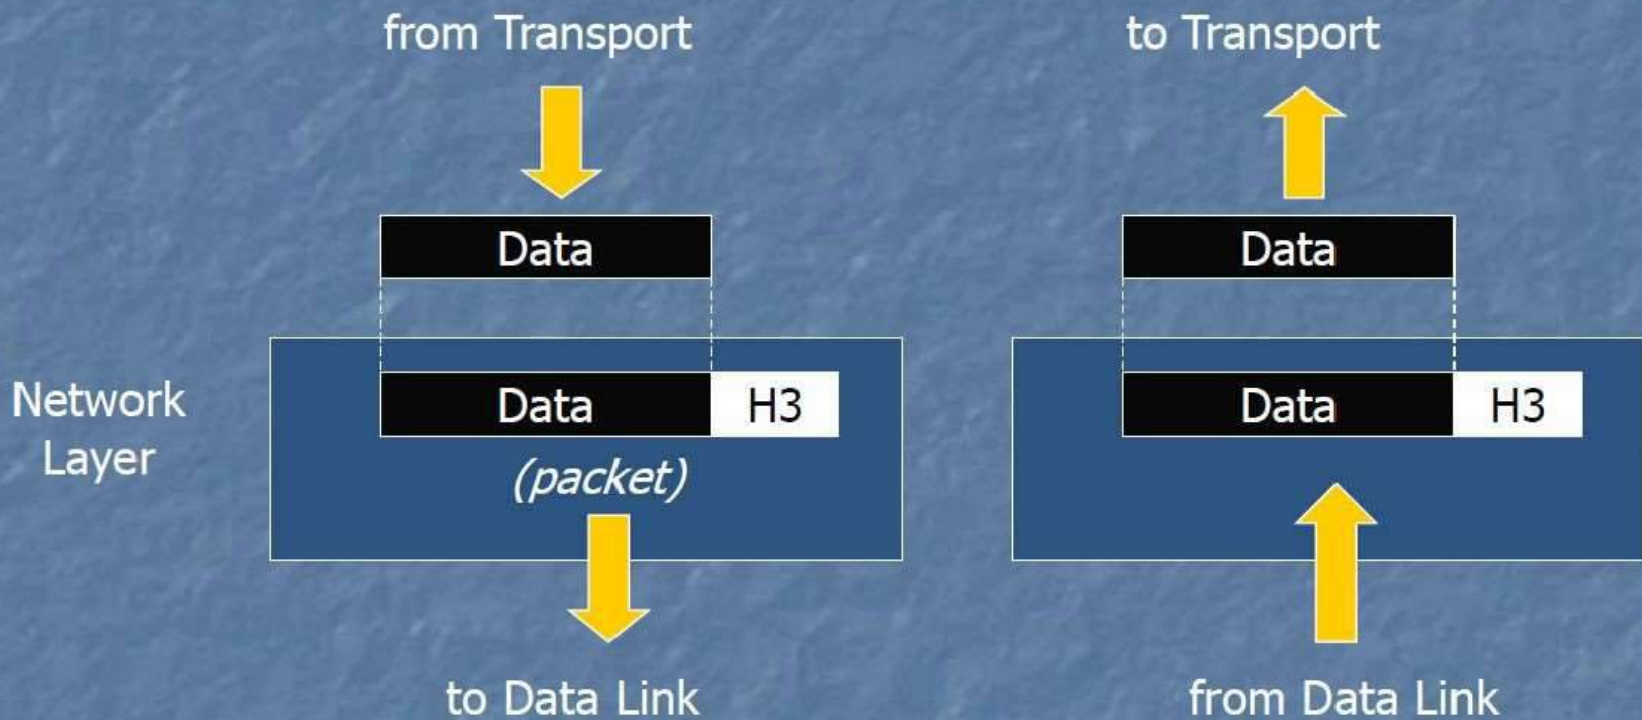 from Transport
to Transport
Data
Data
Network
Layer
Data H3
(packet)
Data H3
to Data Link
from Data Link